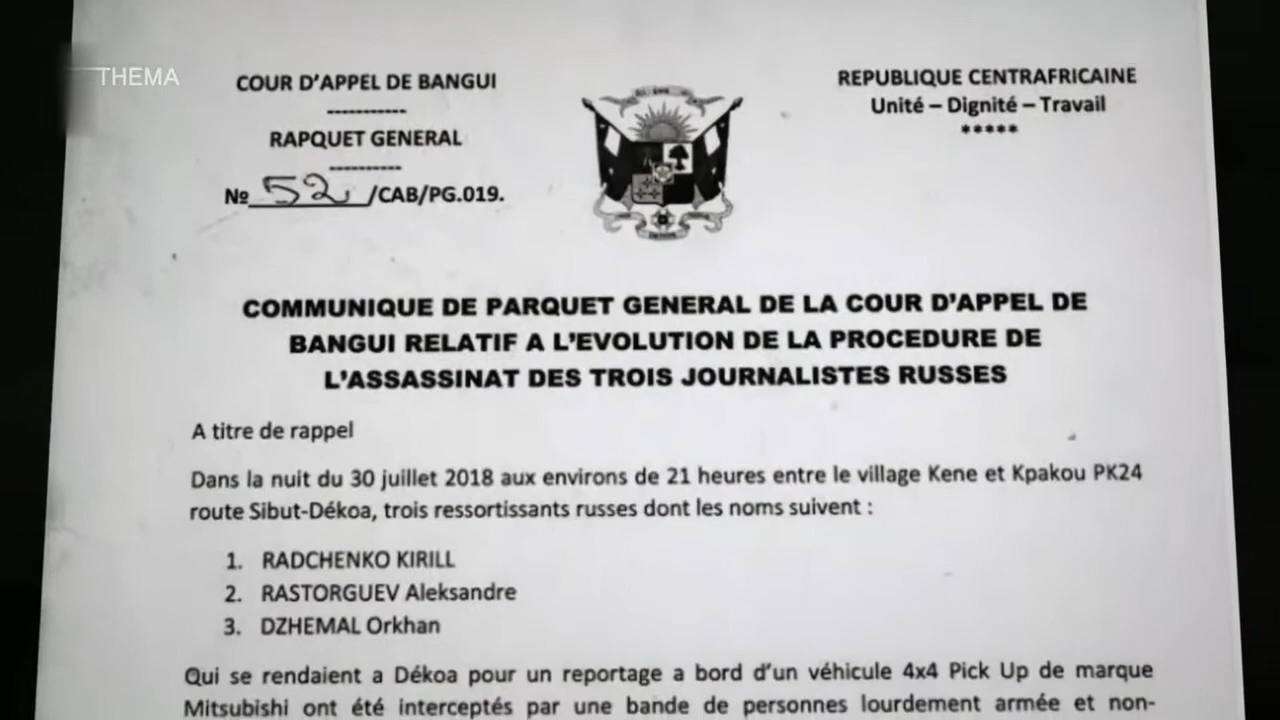 THEMA
COUR D'APPEL DE BANGUI
-----------
RAPQUET GENERAL
----------
№ 52 /CAB/PG.019.
REPUBLIQUE CENTRAFRICAINE
Unité – Dignité – Travail
*****
COMMUNIQUE DE PARQUET GENERAL DE LA COUR D'APPEL DE
BANGUI RELATIF A L'EVOLUTION DE LA PROCEDURE DE
L'ASSASSINAT DES TROIS JOURNALISTES RUSSES
A titre de rappel
Dans la nuit du 30 juillet 2018 aux environs de 21 heures entre le village Kene et Kpakou PK24
route Sibut-Dékoa, trois ressortissants russes dont les noms suivent :
1. RADCHENKO KIRILL
2. RASTORGUEV Aleksandre
3. DZHEMAL Orkhan
Qui se rendaient a Dékoa pour un reportage a bord d'un véhicule 4x4 Pick Up de marque
Mitsubishi ont été interceptés par une bande de personnes lourdement armée et non-